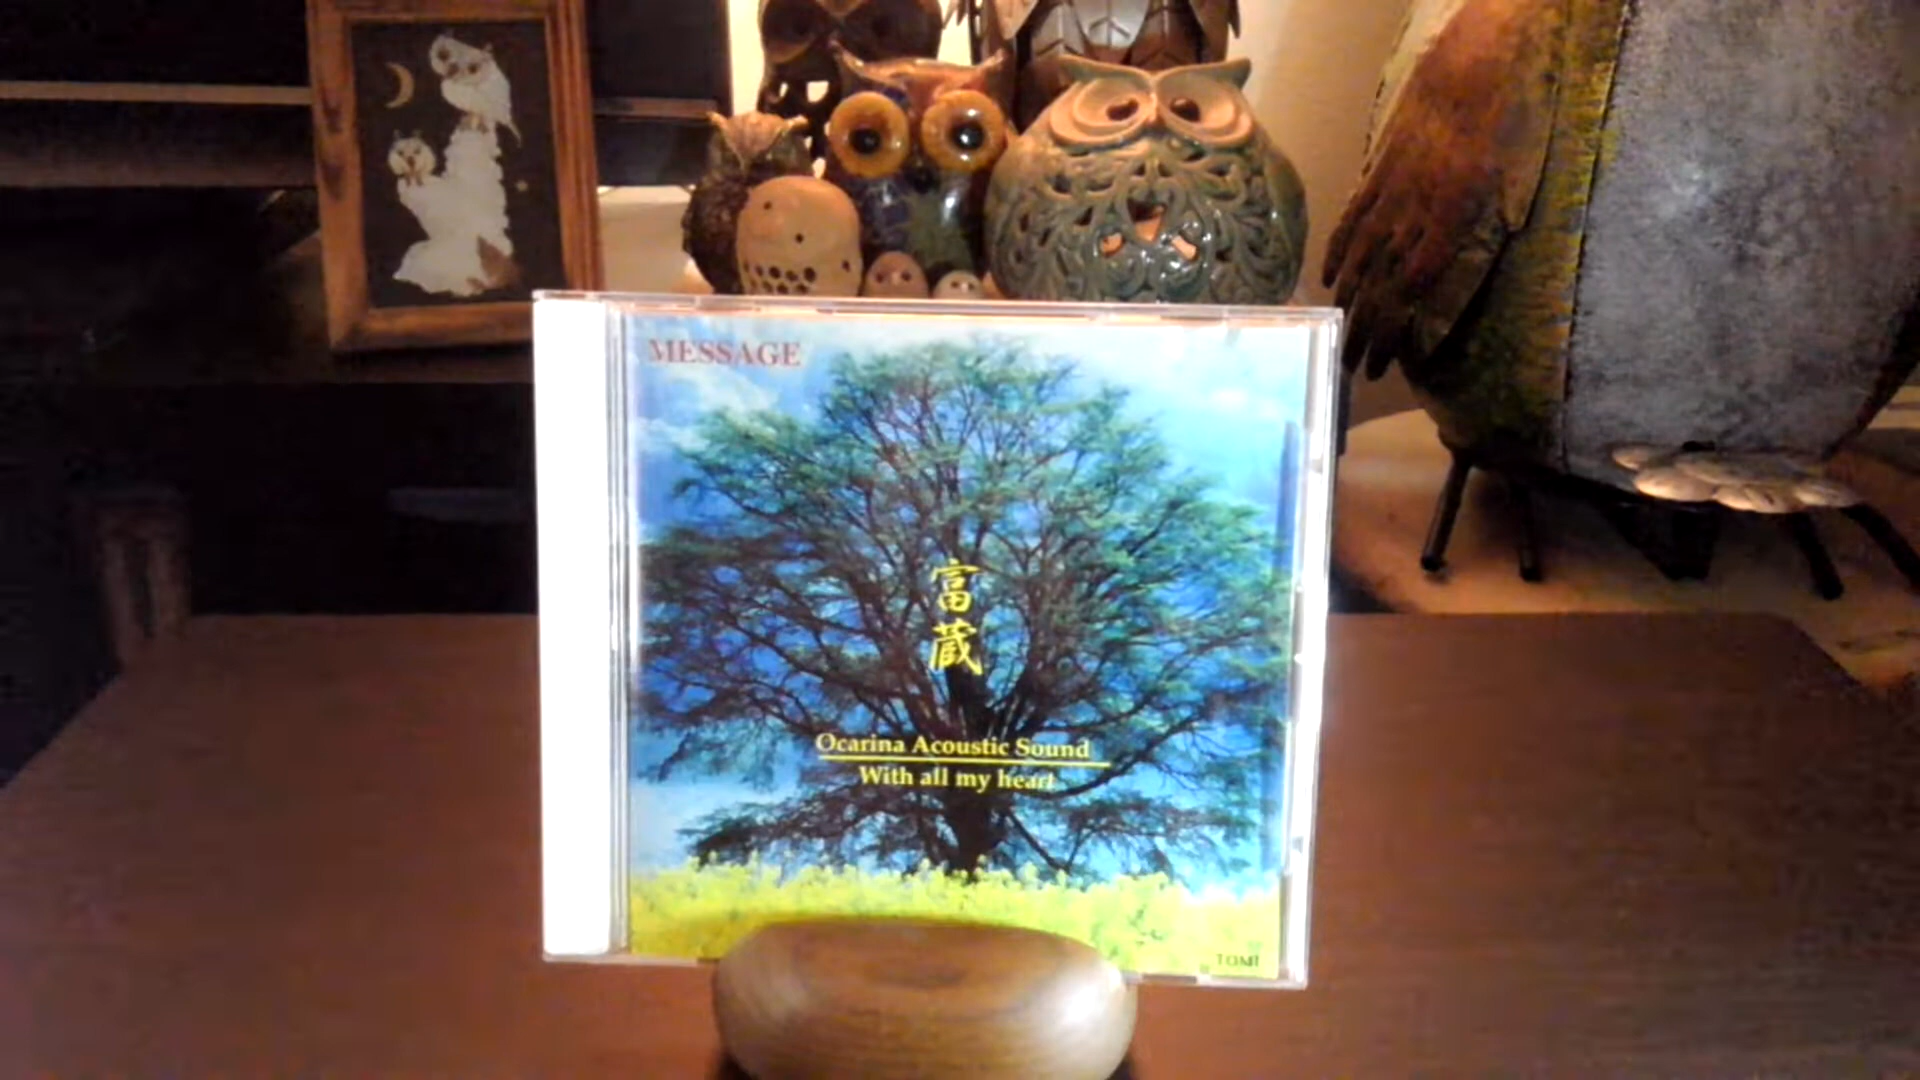 MESSAGE
富蔵
Ocarina Acoustic Sound
With all my heart
TOMI